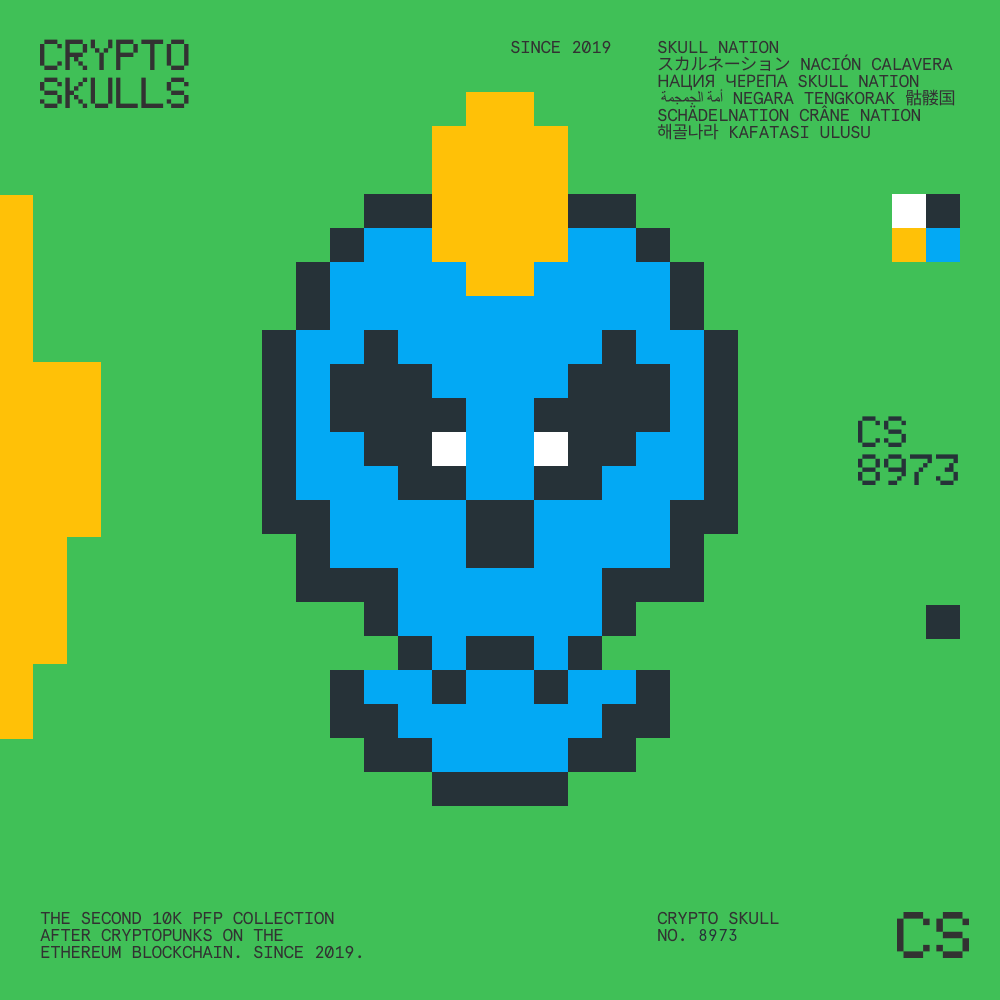 CRYPTO
SKULLS
SINCE 2019
SKULL NATION
スカルネーション NACIÓN CALAVERA
НАЦИЯ ЧЕРЕПА SKULL NATION
أمة الجمجمة NEGARA TENGKORAK 骷髅国
SCHÄDELNATION CRÂNE NATION
해골나라 KAFATASI ULUSU
CS
8973
THE SECOND 10K PFP COLLECTION
AFTER CRYPTOPUNKS ON THE
ETHEREUM BLOCKCHAIN. SINCE 2019.
CRYPTO SKULL
NO. 8973
CS